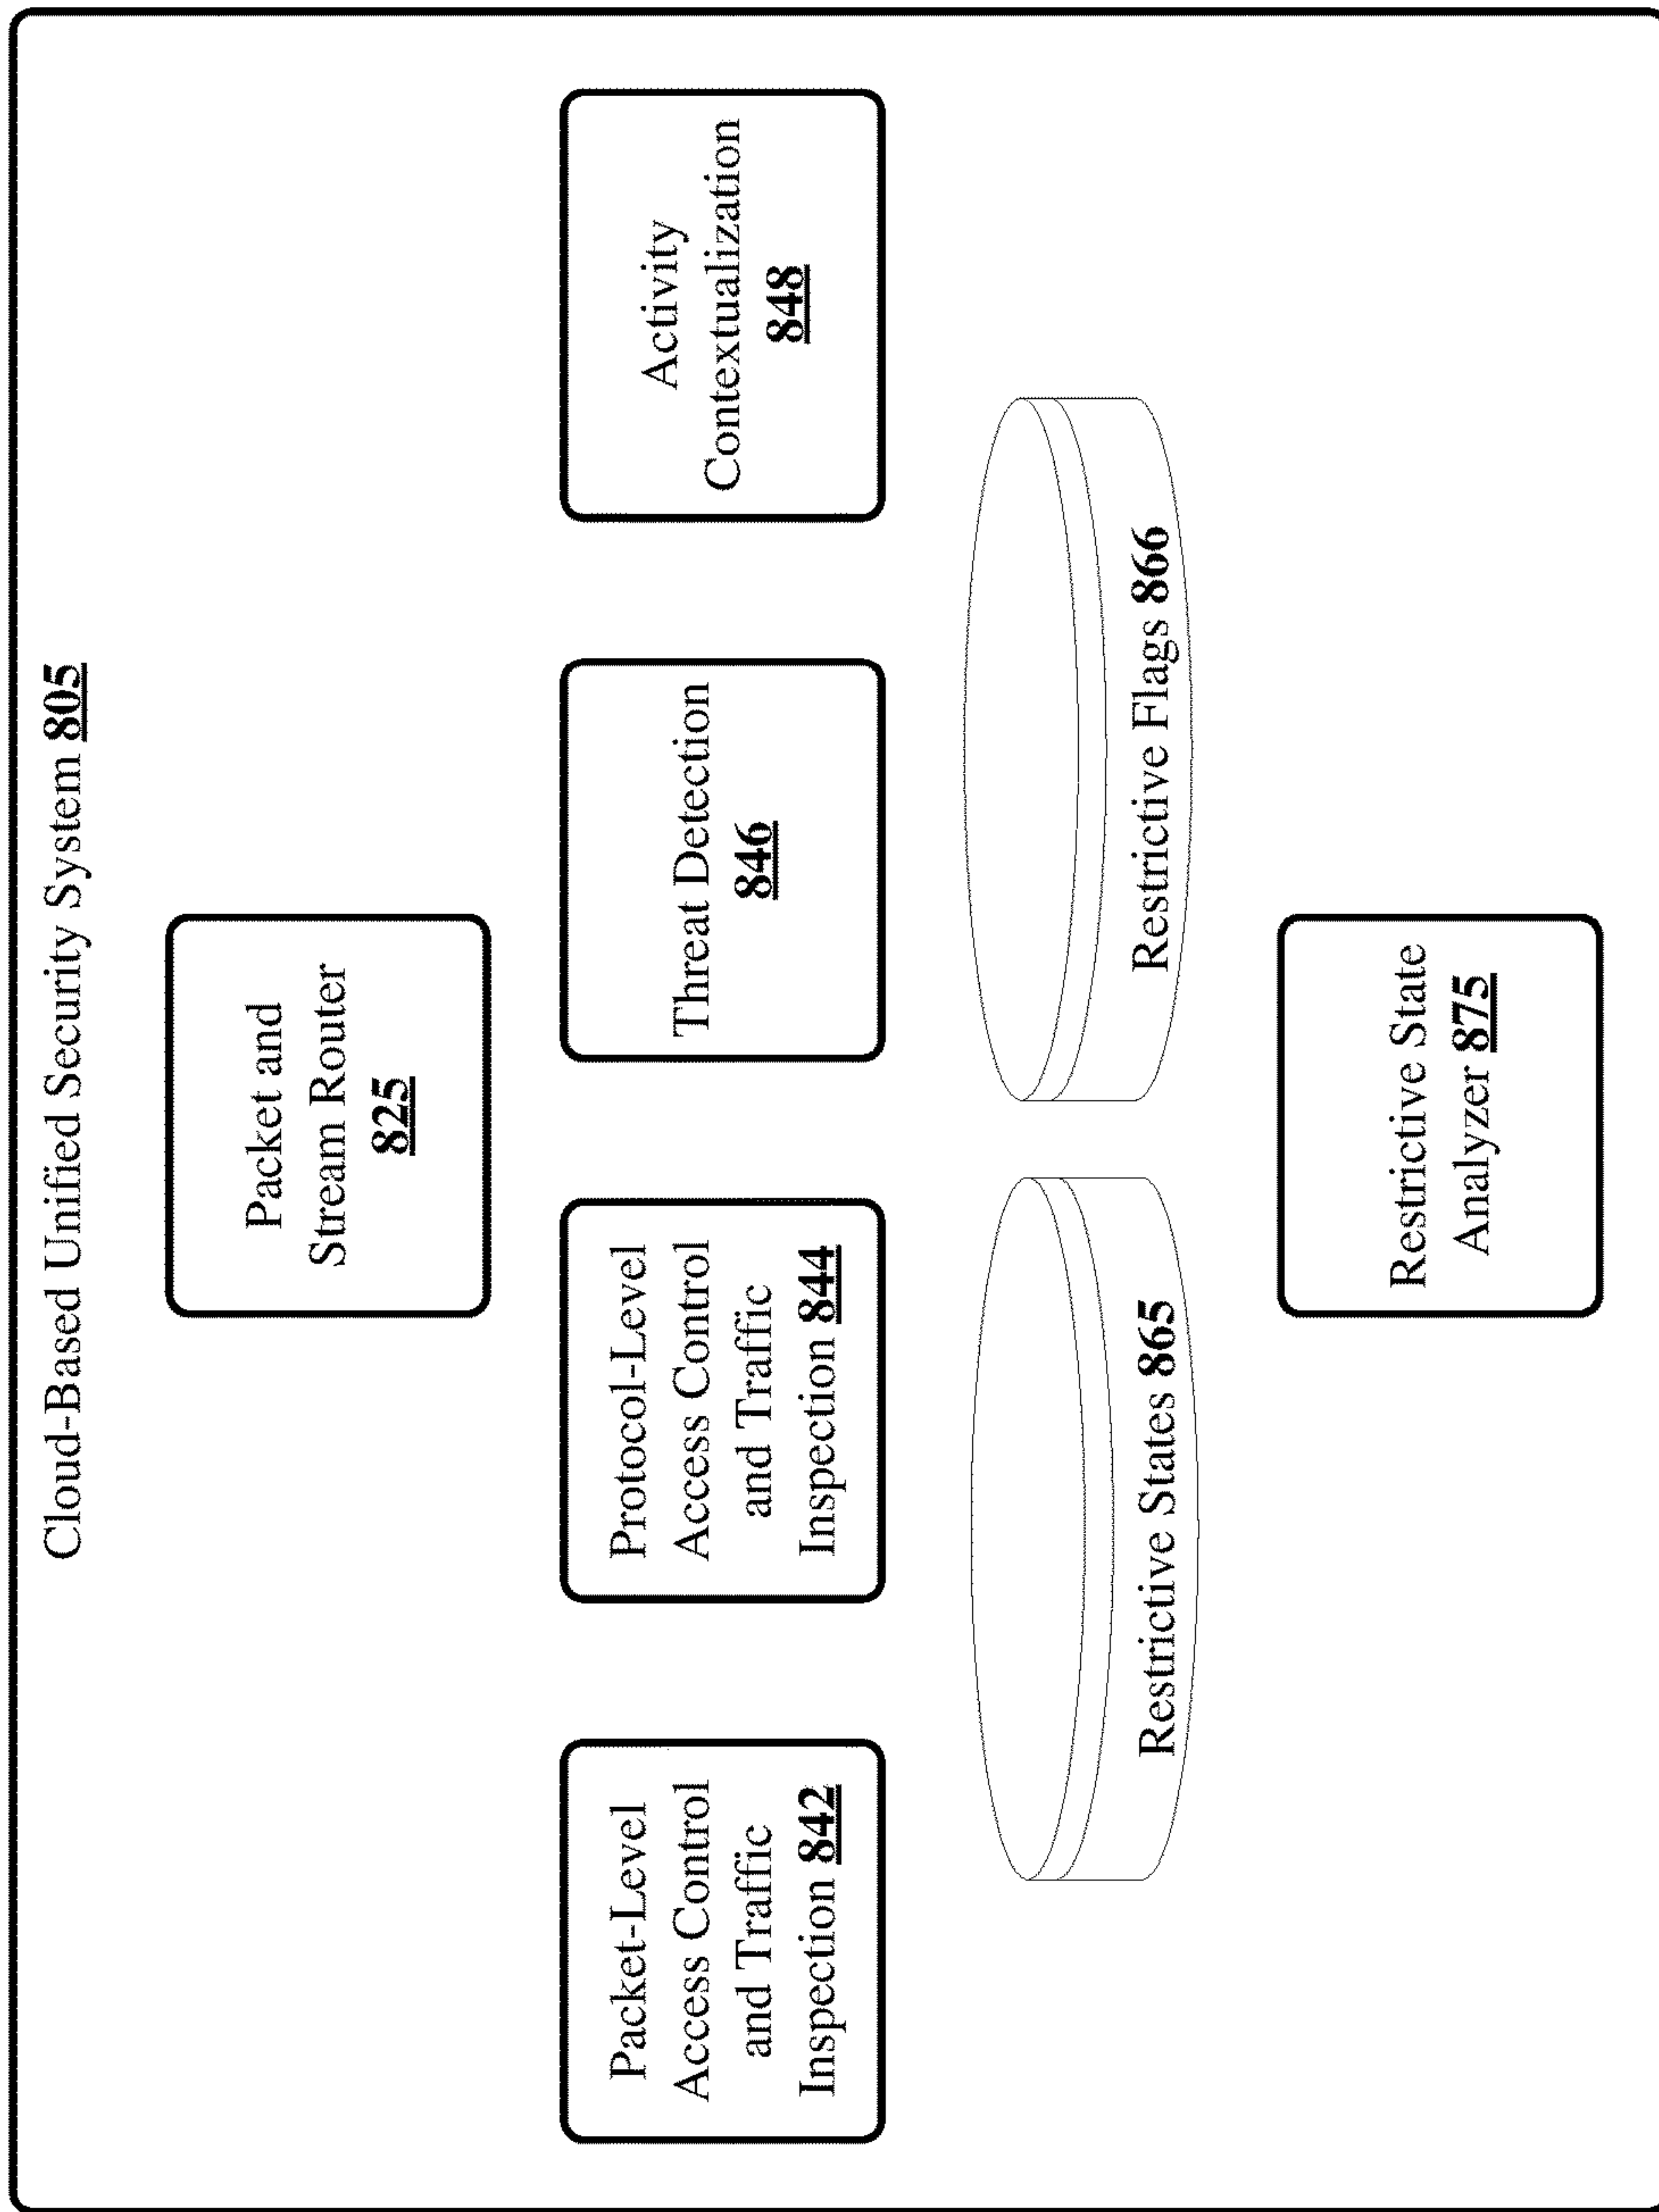 Cloud-Based Unified Security System 805
Packet and
Stream Router
825
Packet-Level
Access Control
and Traffic
Inspection 842
Protocol-Level
Access Control
and Traffic
Inspection 844
Threat Detection
846
Activity
Contextualization
848
Restrictive States 865
Restrictive Flags 866
Restrictive State
Analyzer 875